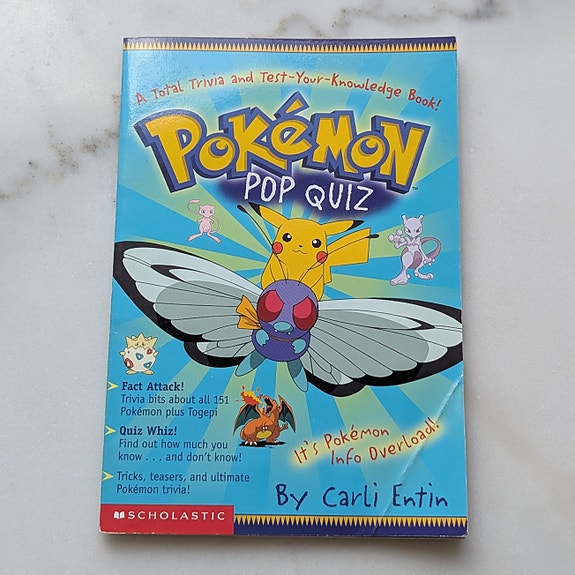 A Total Trivia and Test-Your-Knowledge Book!
POKéMON™
POP QUIZ
Fact Attack!
Trivia bits about all 151
Pokémon plus Togepi
Quiz Whiz!
Find out how much you
know . . . and don't know!
Tricks, teasers, and ultimate
Pokémon trivia!
It's Pokémon
Info Overload!
By Carli Entin
SCHOLASTIC